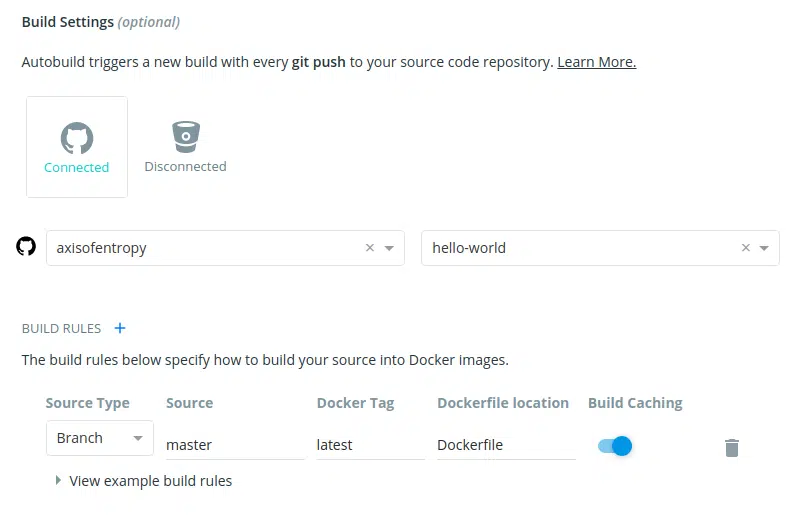 Build Settings (optional)
Autobuild triggers a new build with every git push to your source code repository. Learn More.
Connected
Disconnected
axisofentropy
hello-world
BUILD RULES
The build rules below specify how to build your source into Docker images.
Source Type Source Docker Tag Dockerfile location Build Caching
Branch master latest Dockerfile
View example build rules